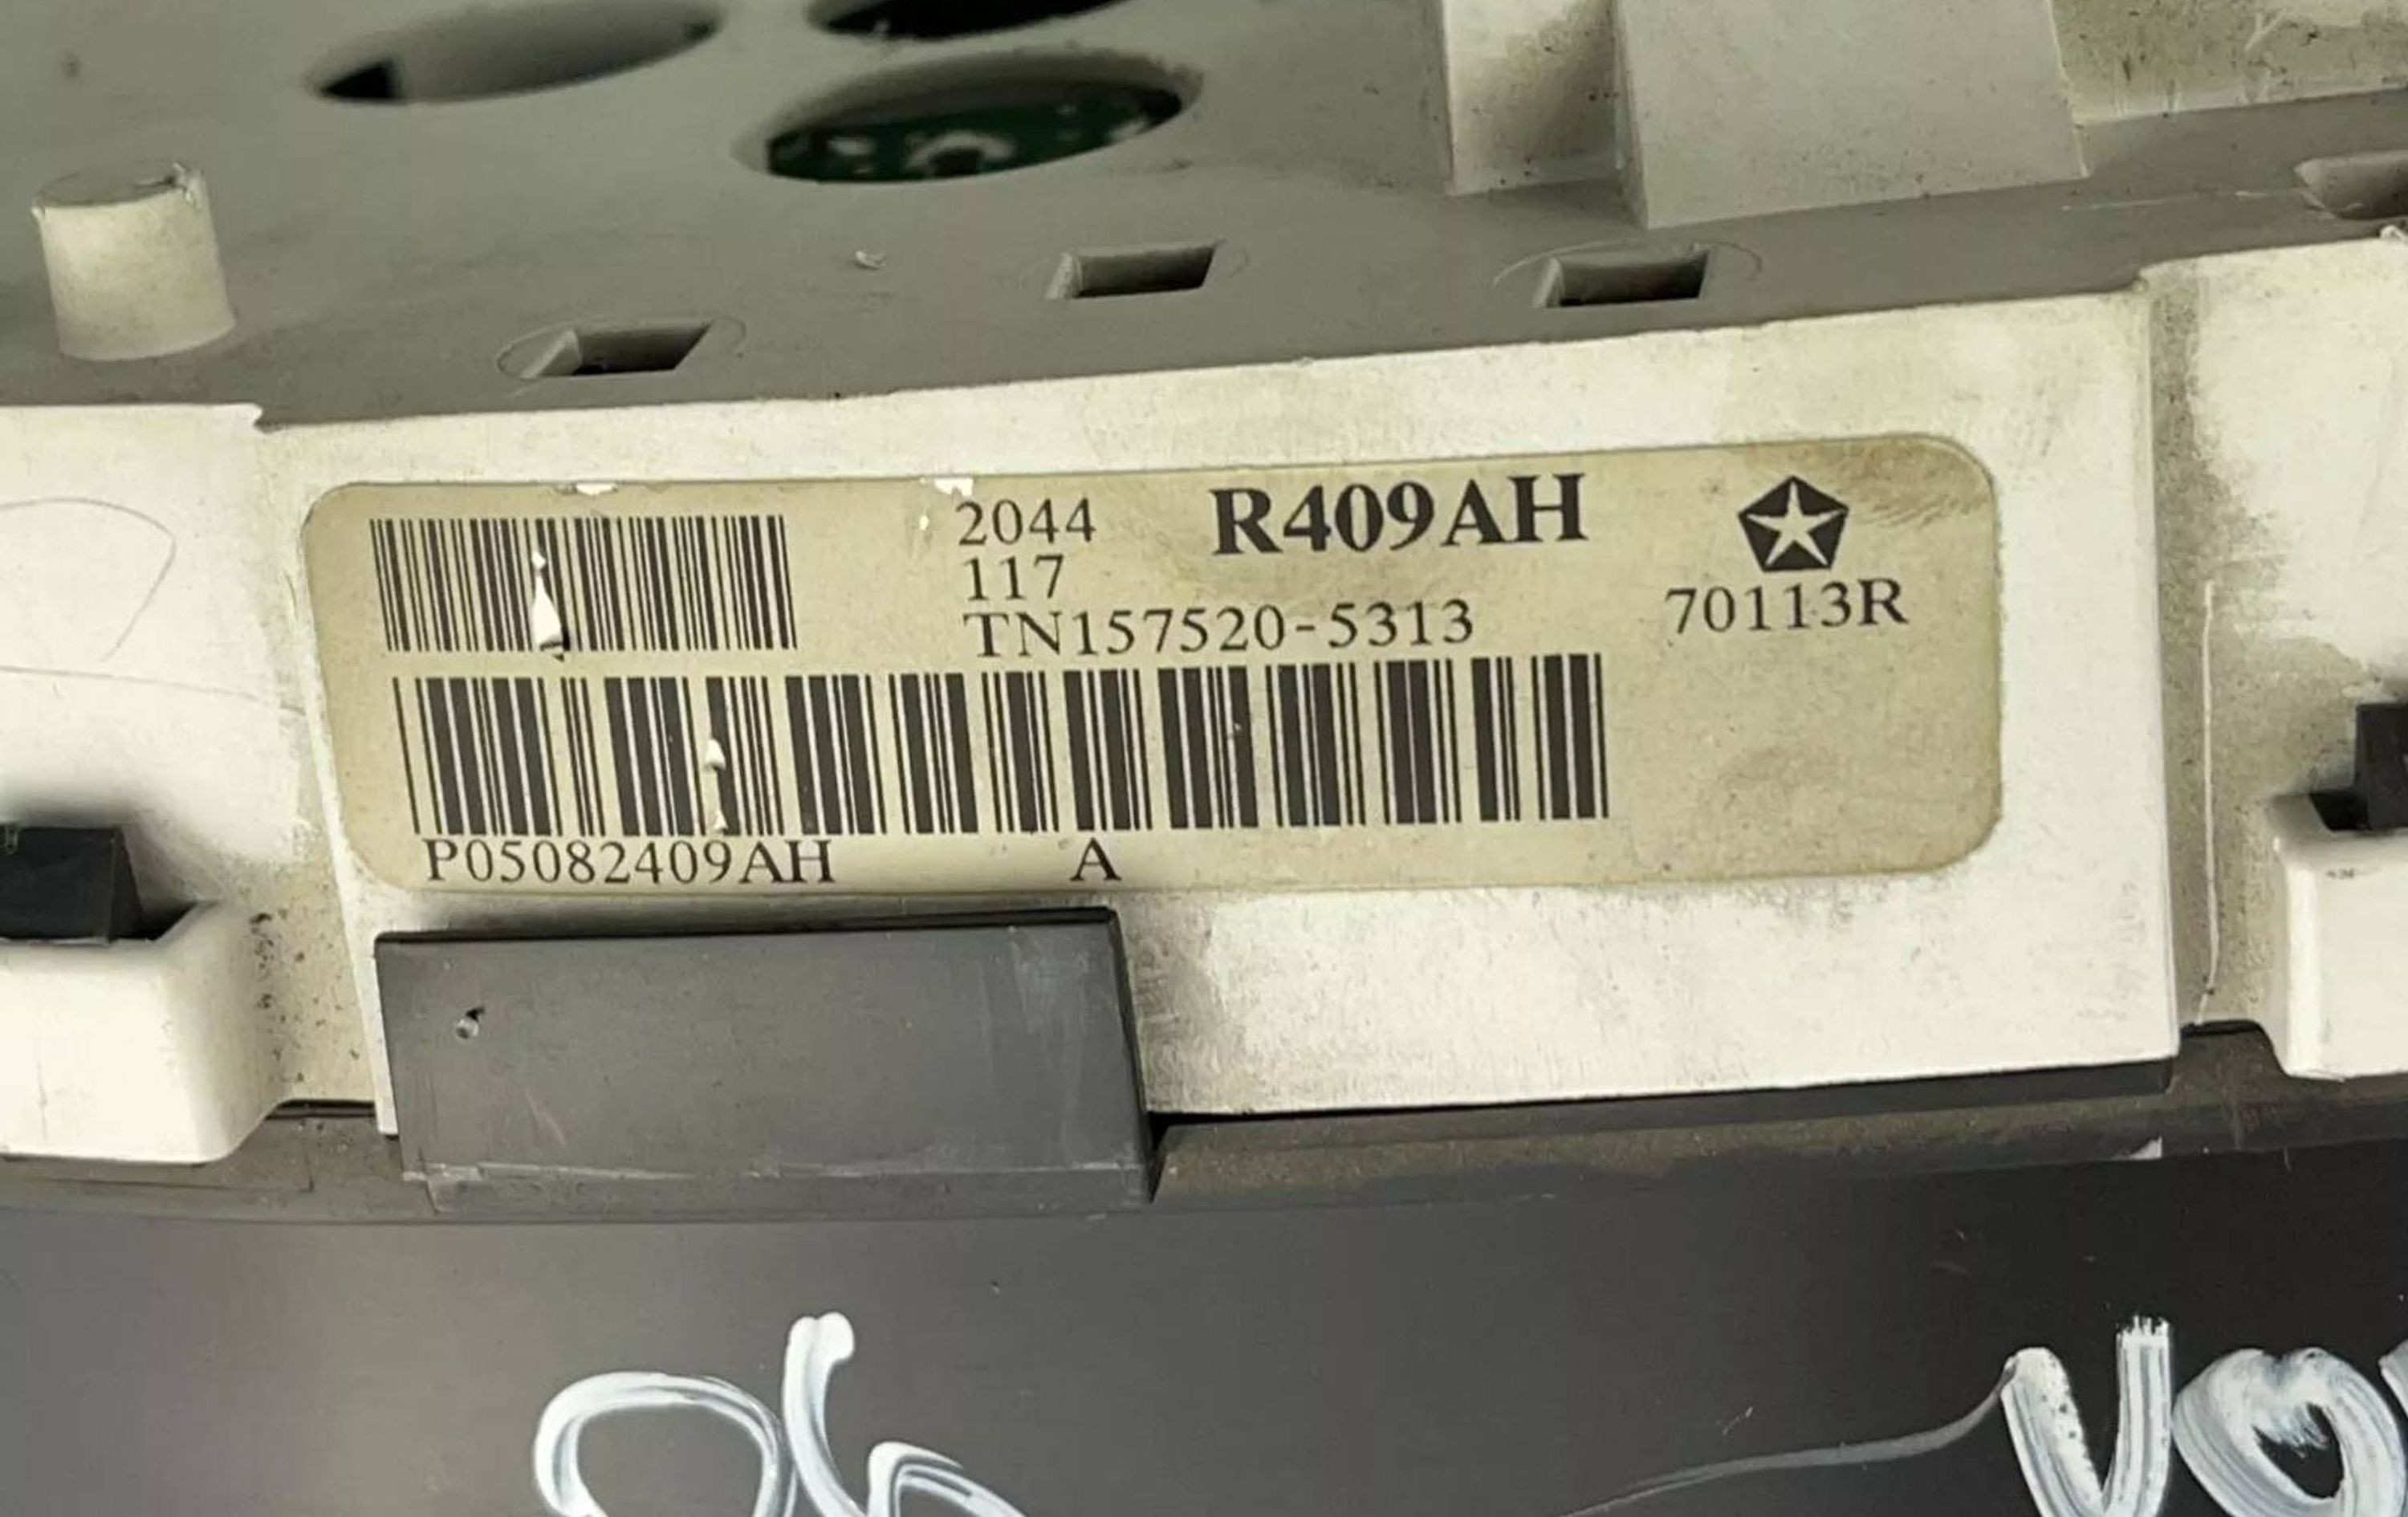 2044 R409AH
117
TN157520-5313
70113R
P05082409AH A